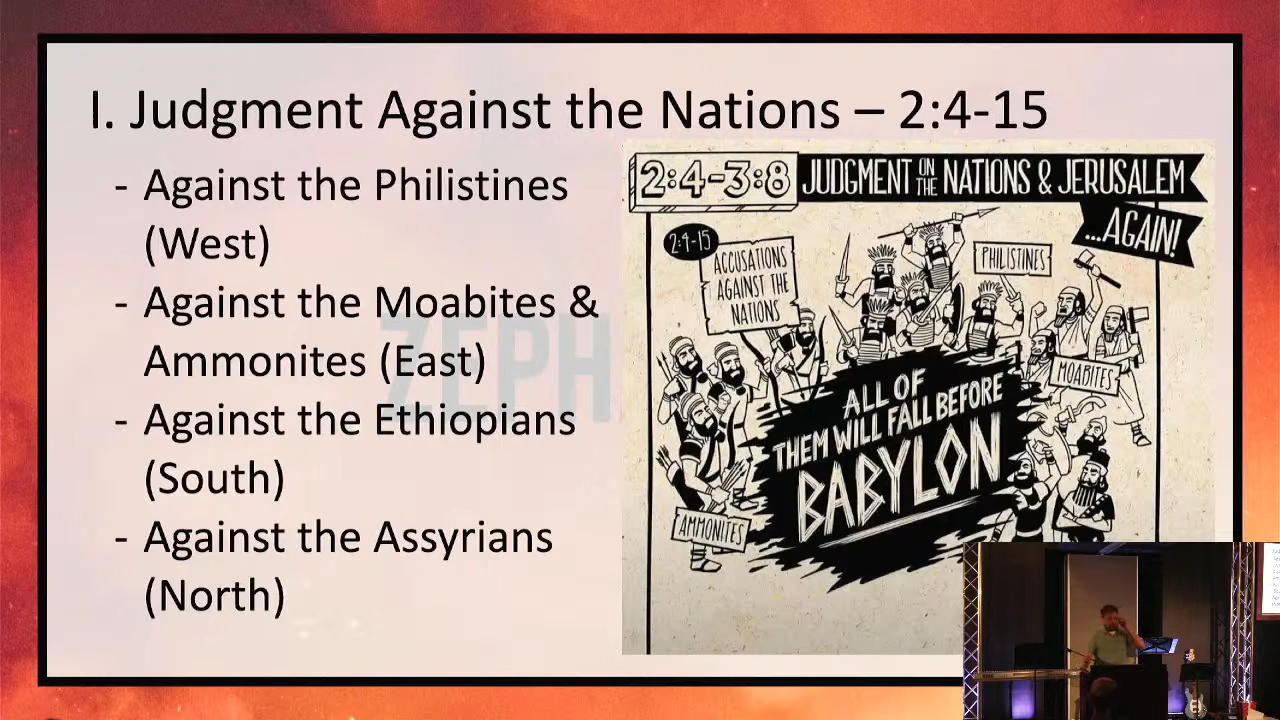 I. Judgment Against the Nations – 2:4-15
- Against the Philistines
(West)
- Against the Moabites &
Ammonites (East)
- Against the Ethiopians
(South)
- Against the Assyrians
(North)
ZEPH
2:4-3:8 JUDGMENT ON THE NATIONS & JERUSALEM
...AGAIN!
2:4-15
ACCUSATIONS
AGAINST THE
NATIONS
PHILISTINES
MOABITES
AMMONITES
ALL OF
THEM WILL FALL BEFORE
BABYLON